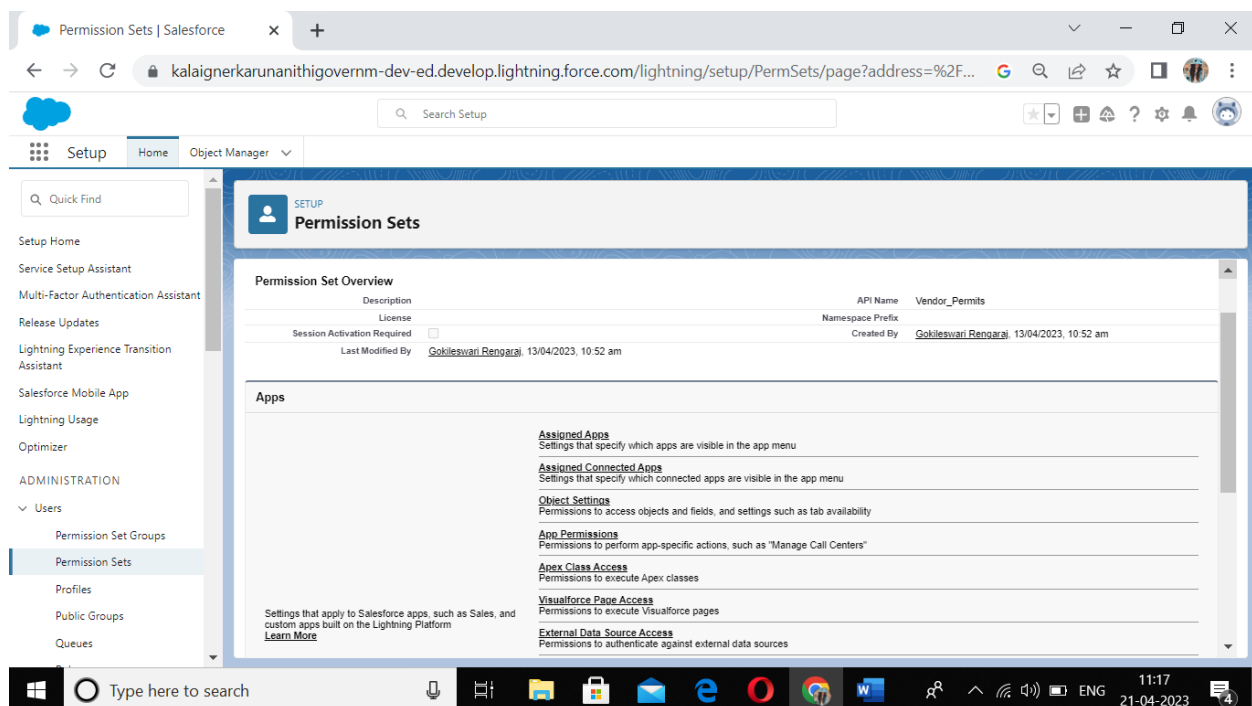 Permission Sets | Salesforce
kalaignerkarunanithigovernm-dev-ed.develop.lightning.force.com/lightning/setup/PermSets/page?address=%2F...
Search Setup
Setup Home Object Manager
Quick Find
Setup Home
Service Setup Assistant
Multi-Factor Authentication Assistant
Release Updates
Lightning Experience Transition
Assistant
Salesforce Mobile App
Lightning Usage
Optimizer
ADMINISTRATION
Users
Permission Set Groups
Permission Sets
Profiles
Public Groups
Queues
SETUP
Permission Sets
Permission Set Overview
Description API Name Vendor_Permits
License Namespace Prefix
Session Activation Required Created By Gokileswari Rengaraj, 13/04/2023, 10:52 am
Last Modified By Gokileswari Rengaraj, 13/04/2023, 10:52 am
Apps
Settings that apply to Salesforce apps, such as Sales, and
custom apps built on the Lightning Platform
Learn More
Assigned Apps
Settings that specify which apps are visible in the app menu
Assigned Connected Apps
Settings that specify which connected apps are visible in the app menu
Object Settings
Permissions to access objects and fields, and settings such as tab availability
App Permissions
Permissions to perform app-specific actions, such as "Manage Call Centers"
Apex Class Access
Permissions to execute Apex classes
Visualforce Page Access
Permissions to execute Visualforce pages
External Data Source Access
Permissions to authenticate against external data sources
Type here to search
ENG
11:17
21-04-2023
4